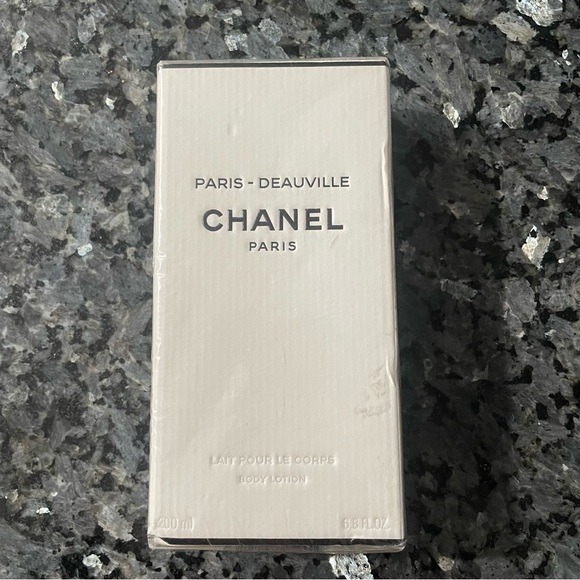 PARIS - DEAUVILLE
CHANEL
PARIS
LAIT POUR LE CORPS
BODY LOTION
200 ml 6.8 FL.OZ.